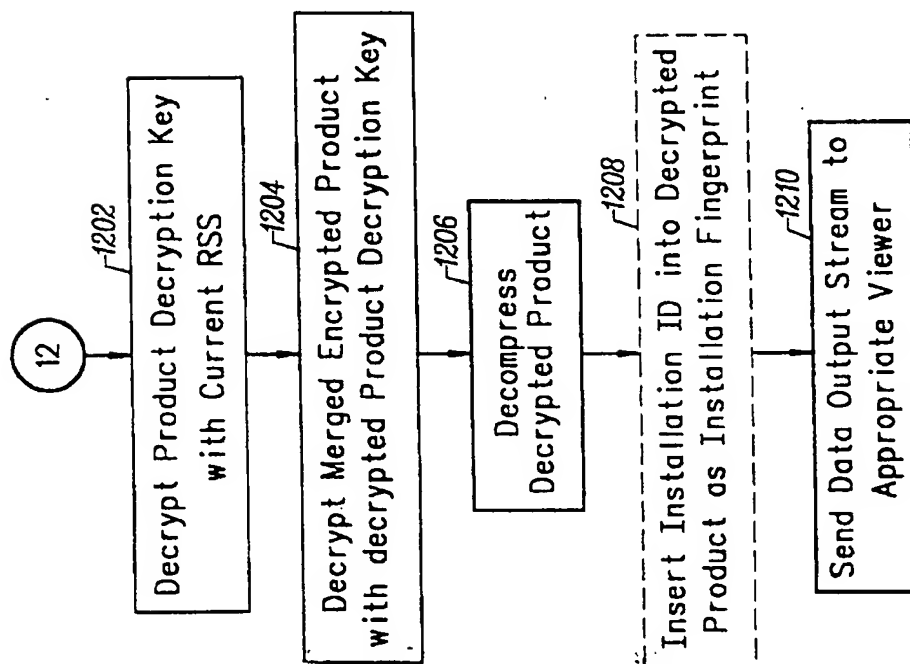 12
1202
Decrypt Product Decryption Key
with Current RSS
1204
Decrypt Merged Encrypted Product
with decrypted Product Decryption Key
1206
Decompress
Decrypted Product
1208
Insert Installation ID into Decrypted
Product as Installation Fingerprint
1210
Send Data Output Stream to
Appropriate Viewer